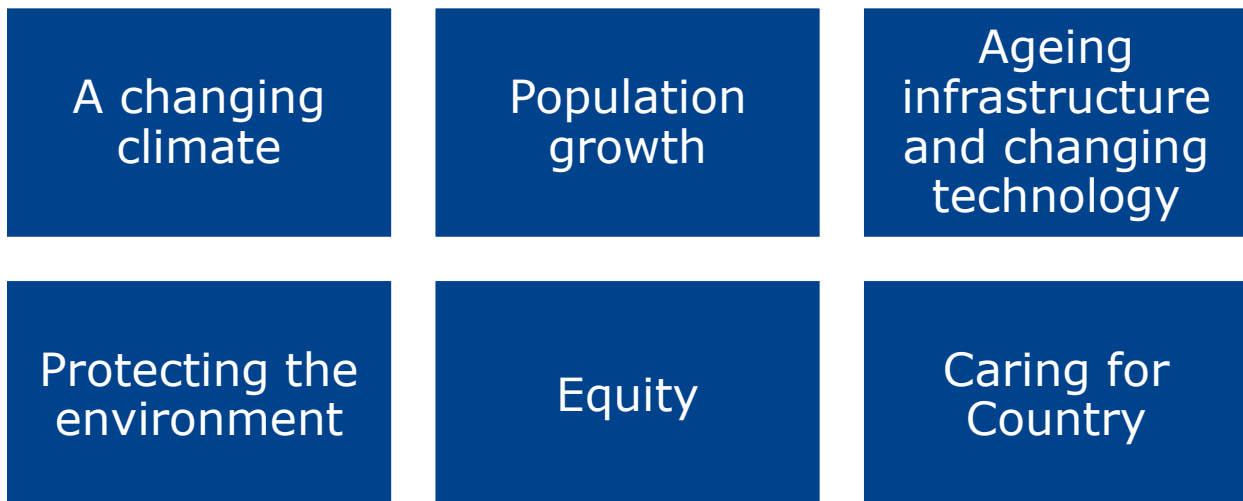 A changing
climate
Population
growth
Ageing
infrastructure
and changing
technology
Protecting the
environment
Equity
Caring for
Country